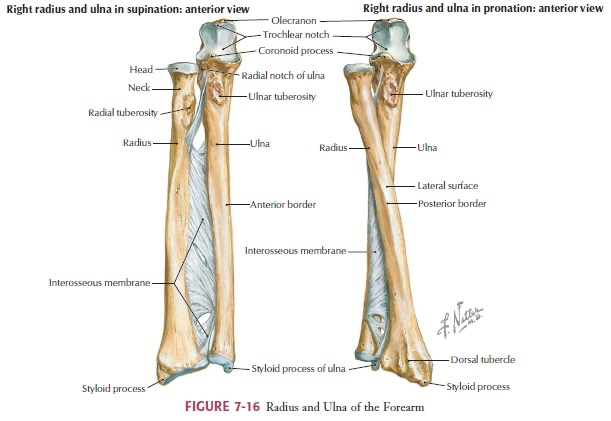 Right radius and ulna in supination: anterior view
Right radius and ulna in pronation: anterior view
Olecranon
Trochlear notch
Coronoid process
Head
Radial notch of ulna
Neck
Ulnar tuberosity
Ulnar tuberosity
Radial tuberosity
Radius
Ulna
Radius
Ulna
Lateral surface
Anterior border
Posterior border
Interosseous membrane
Interosseous membrane
F. Netter
M.D.
Dorsal tubercle
Styloid process of ulna
Styloid process
Styloid process
FIGURE 7-16 Radius and Ulna of the Forearm